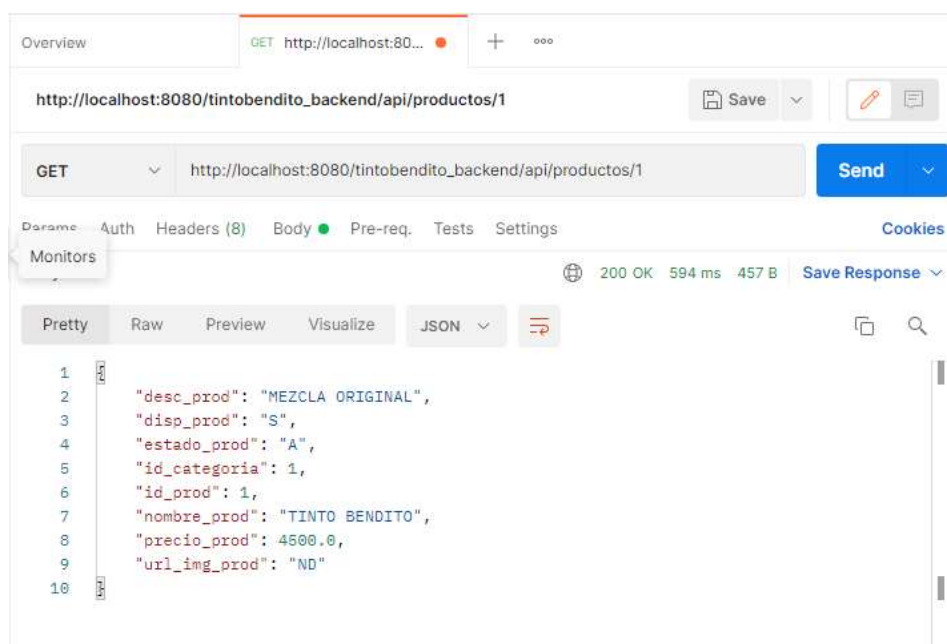 Overview
GET http://localhost:80...
http://localhost:8080/tintobendito_backend/api/productos/1
Save
GET
http://localhost:8080/tintobendito_backend/api/productos/1
Send
Params Auth Headers (8) Body Pre-req. Tests Settings
Cookies
Monitors
200 OK 594 ms 457 B Save Response
Pretty Raw Preview Visualize JSON
1 {
2 "desc_prod": "MEZCLA ORIGINAL",
3 "disp_prod": "S",
4 "estado_prod": "A",
5 "id_categoria": 1,
6 "id_prod": 1,
7 "nombre_prod": "TINTO BENDITO",
8 "precio_prod": 4500.0,
9 "url_img_prod": "ND"
10 }